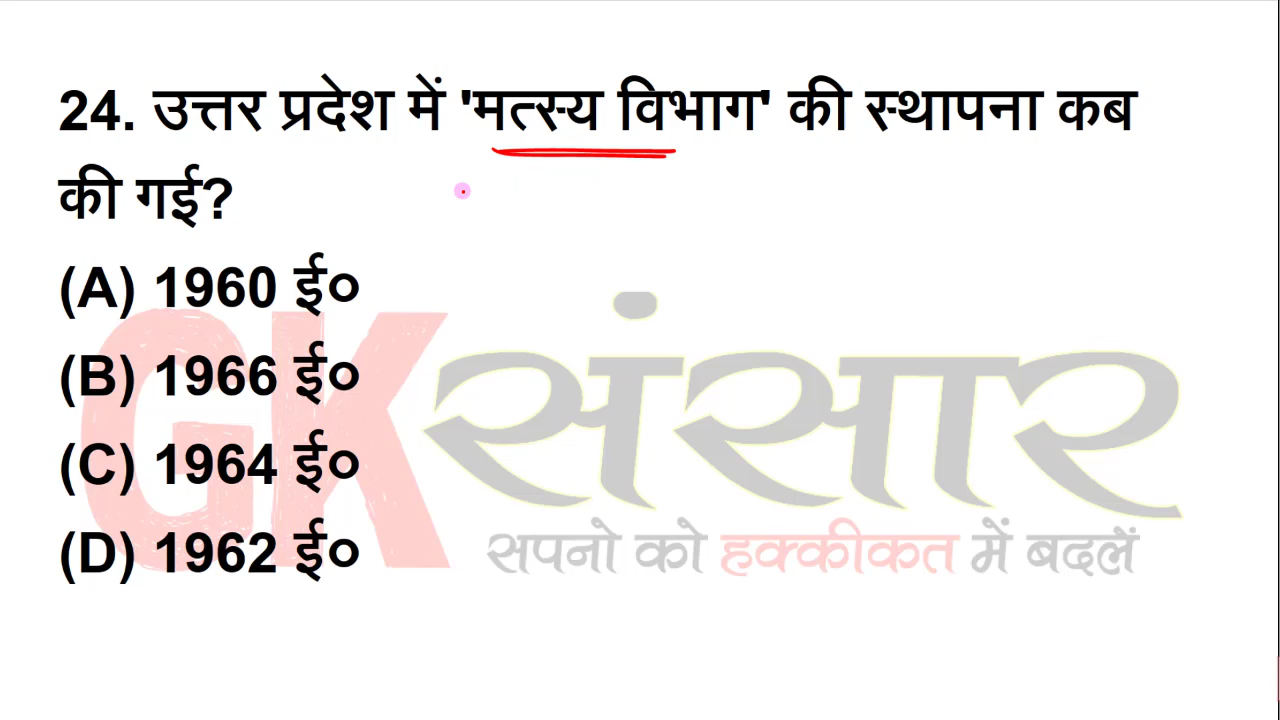 24. उत्तर प्रदेश में 'मत्स्य विभाग' की स्थापना कब
की गई?
(A) 1960 ई०
(B) 1966 ई०
(C) 1964 ई०
(D) 1962 ई०
GK संसार
सपनो को हक्कीकत में बदलें